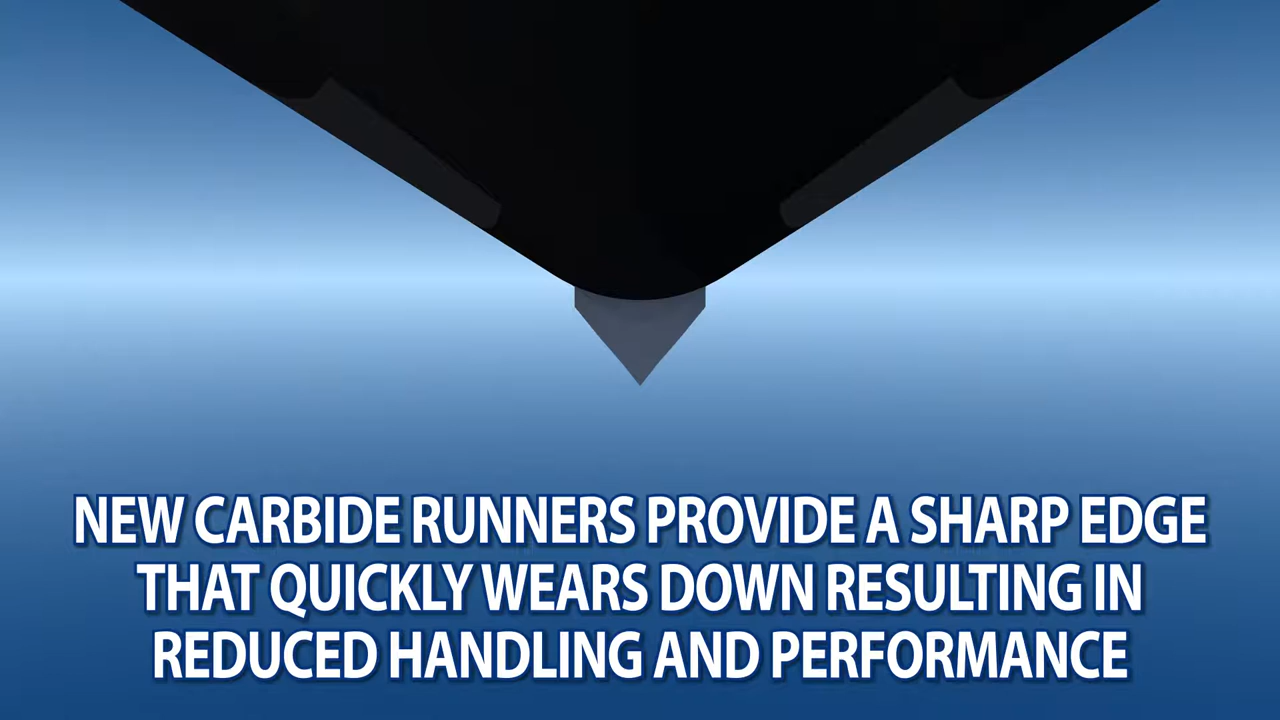 NEW CARBIDE RUNNERS PROVIDE A SHARP EDGE
THAT QUICKLY WEARS DOWN RESULTING IN
REDUCED HANDLING AND PERFORMANCE